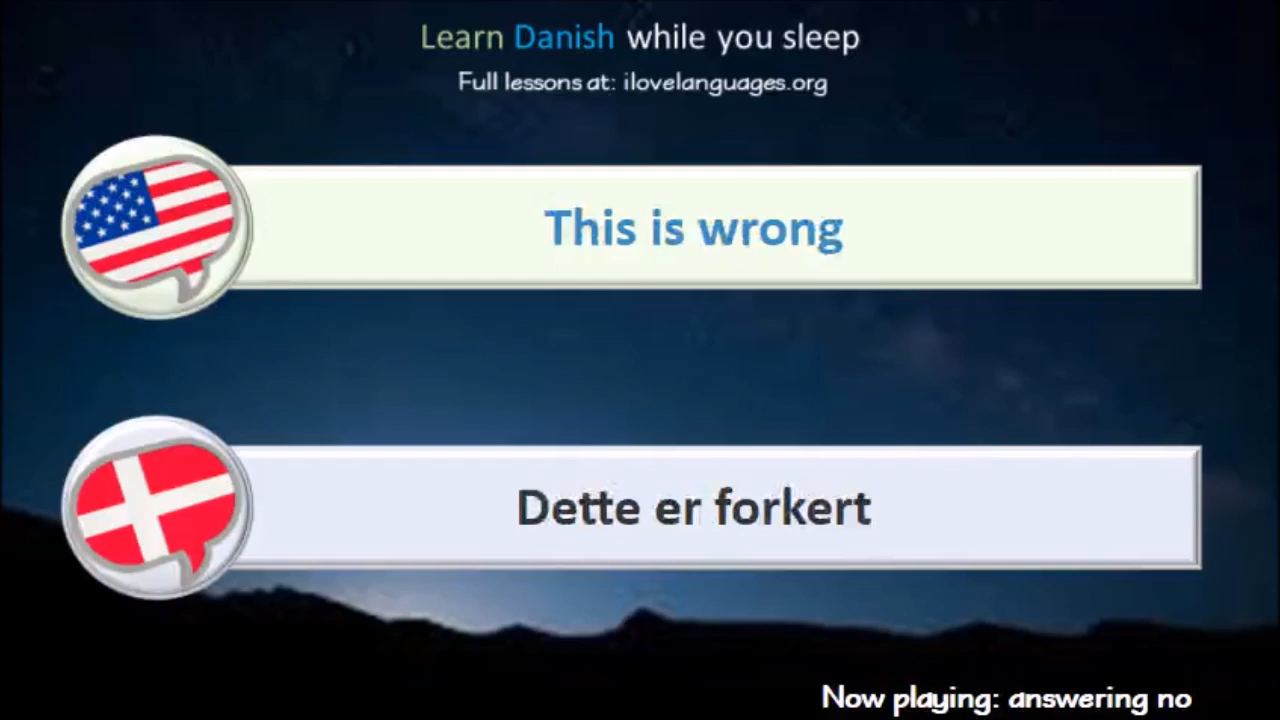 Learn Danish while you sleep
Full lessons at: ilovelanguages.org
This is wrong
Dette er forkert
Now playing: answering no